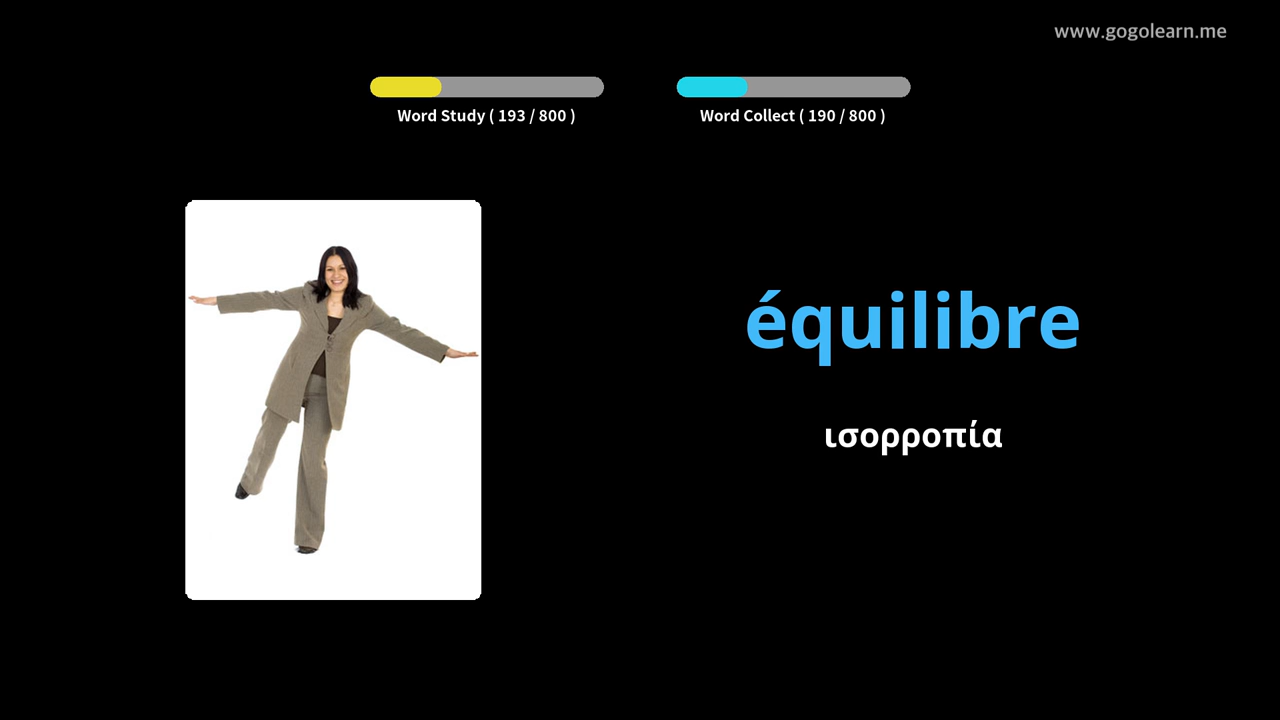 www.gogolearn.me
Word Study ( 193 / 800 )
Word Collect ( 190 / 800 )
équilibre
ισορροπία